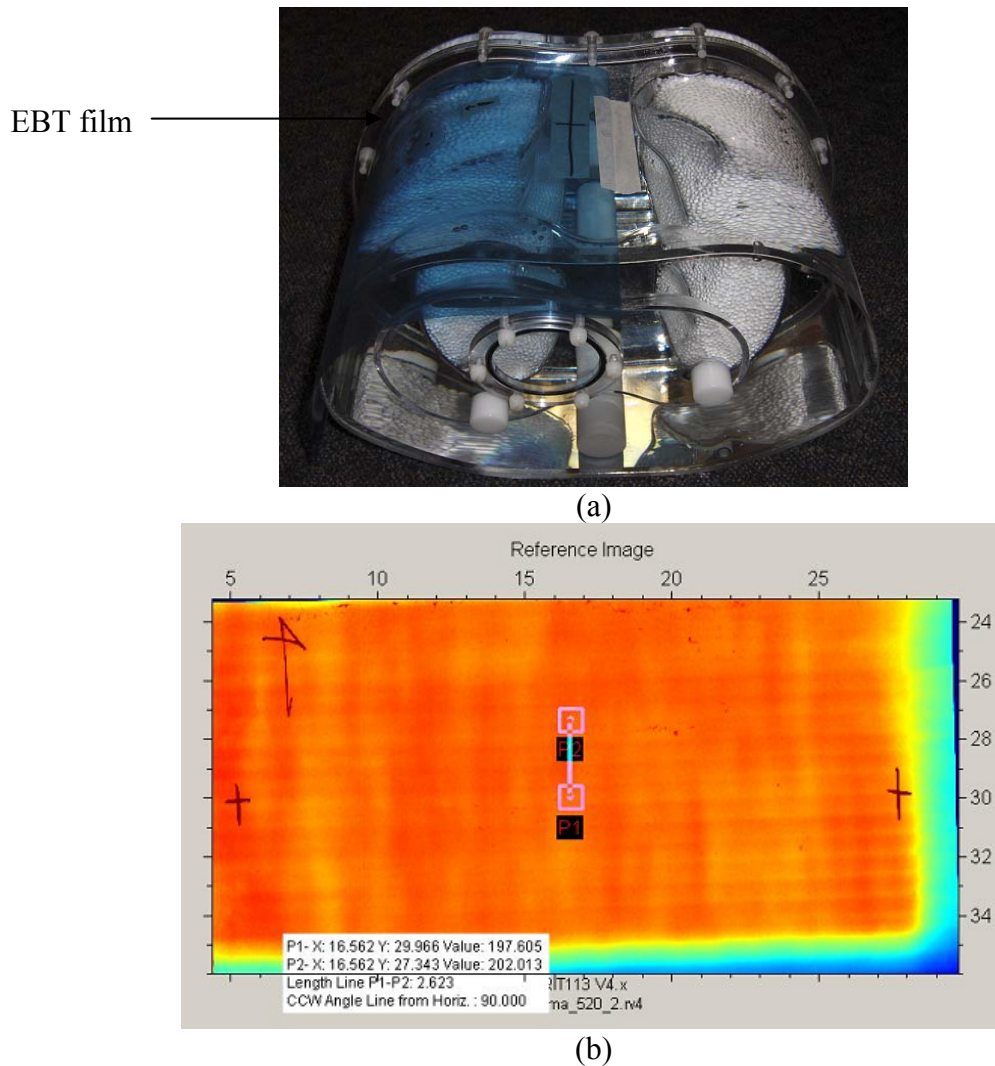 EBT film
(a)
Reference Image
5 10 15 20 25
24
26
28
P2
30
P1
32
34
P1- X: 16.562 Y: 29.966 Value: 197.605
P2- X: 16.562 Y: 27.343 Value: 202.013
Length Line P1-P2: 2.623
CCW Angle Line from Horiz. : 90.000
RIT113 V4.x
ma_520_2.rv4
(b)